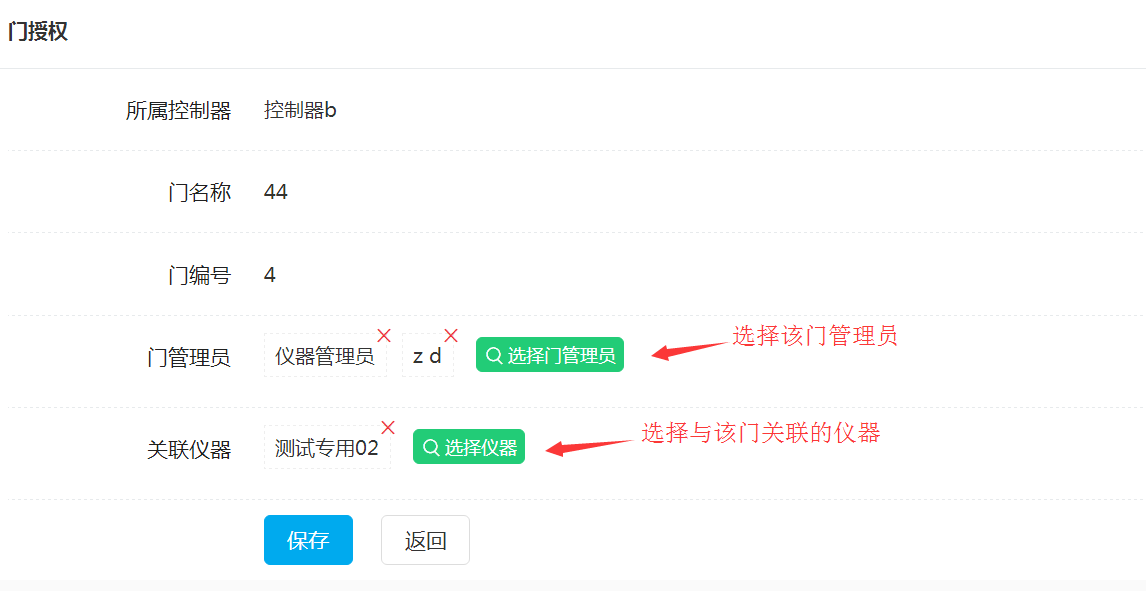 门授权
所属控制器 控制器b
门名称 44
门编号 4
门管理员 仪器管理员 z d 选择门管理员 选择该门管理员
关联仪器 测试专用02 选择仪器 选择与该门关联的仪器
保存 返回